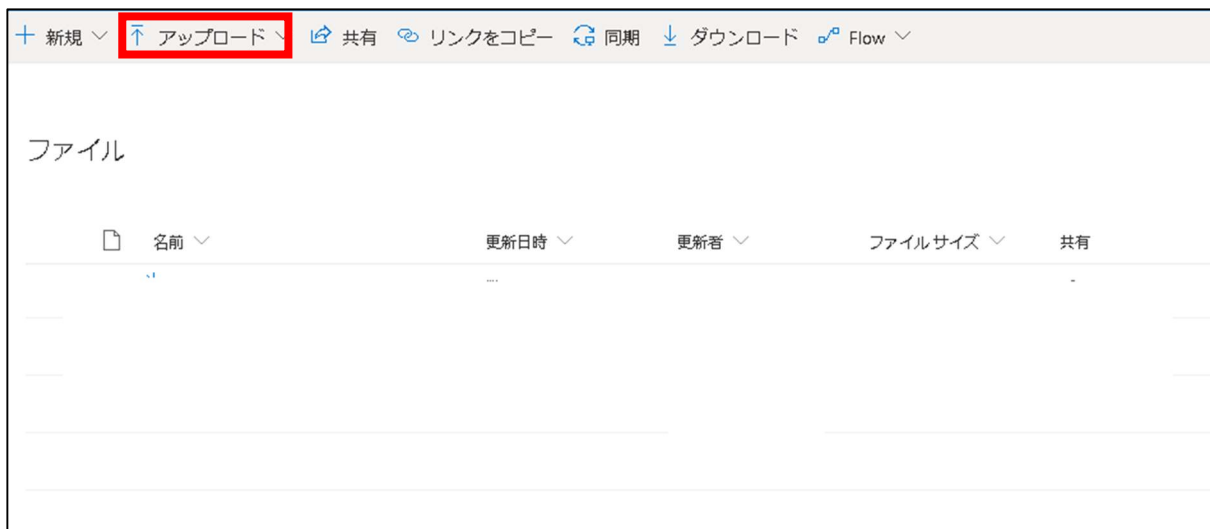 新規 アップロード 共有 リンクをコピー 同期 ダウンロード Flow
ファイル
名前 更新日時 更新者 ファイル サイズ 共有